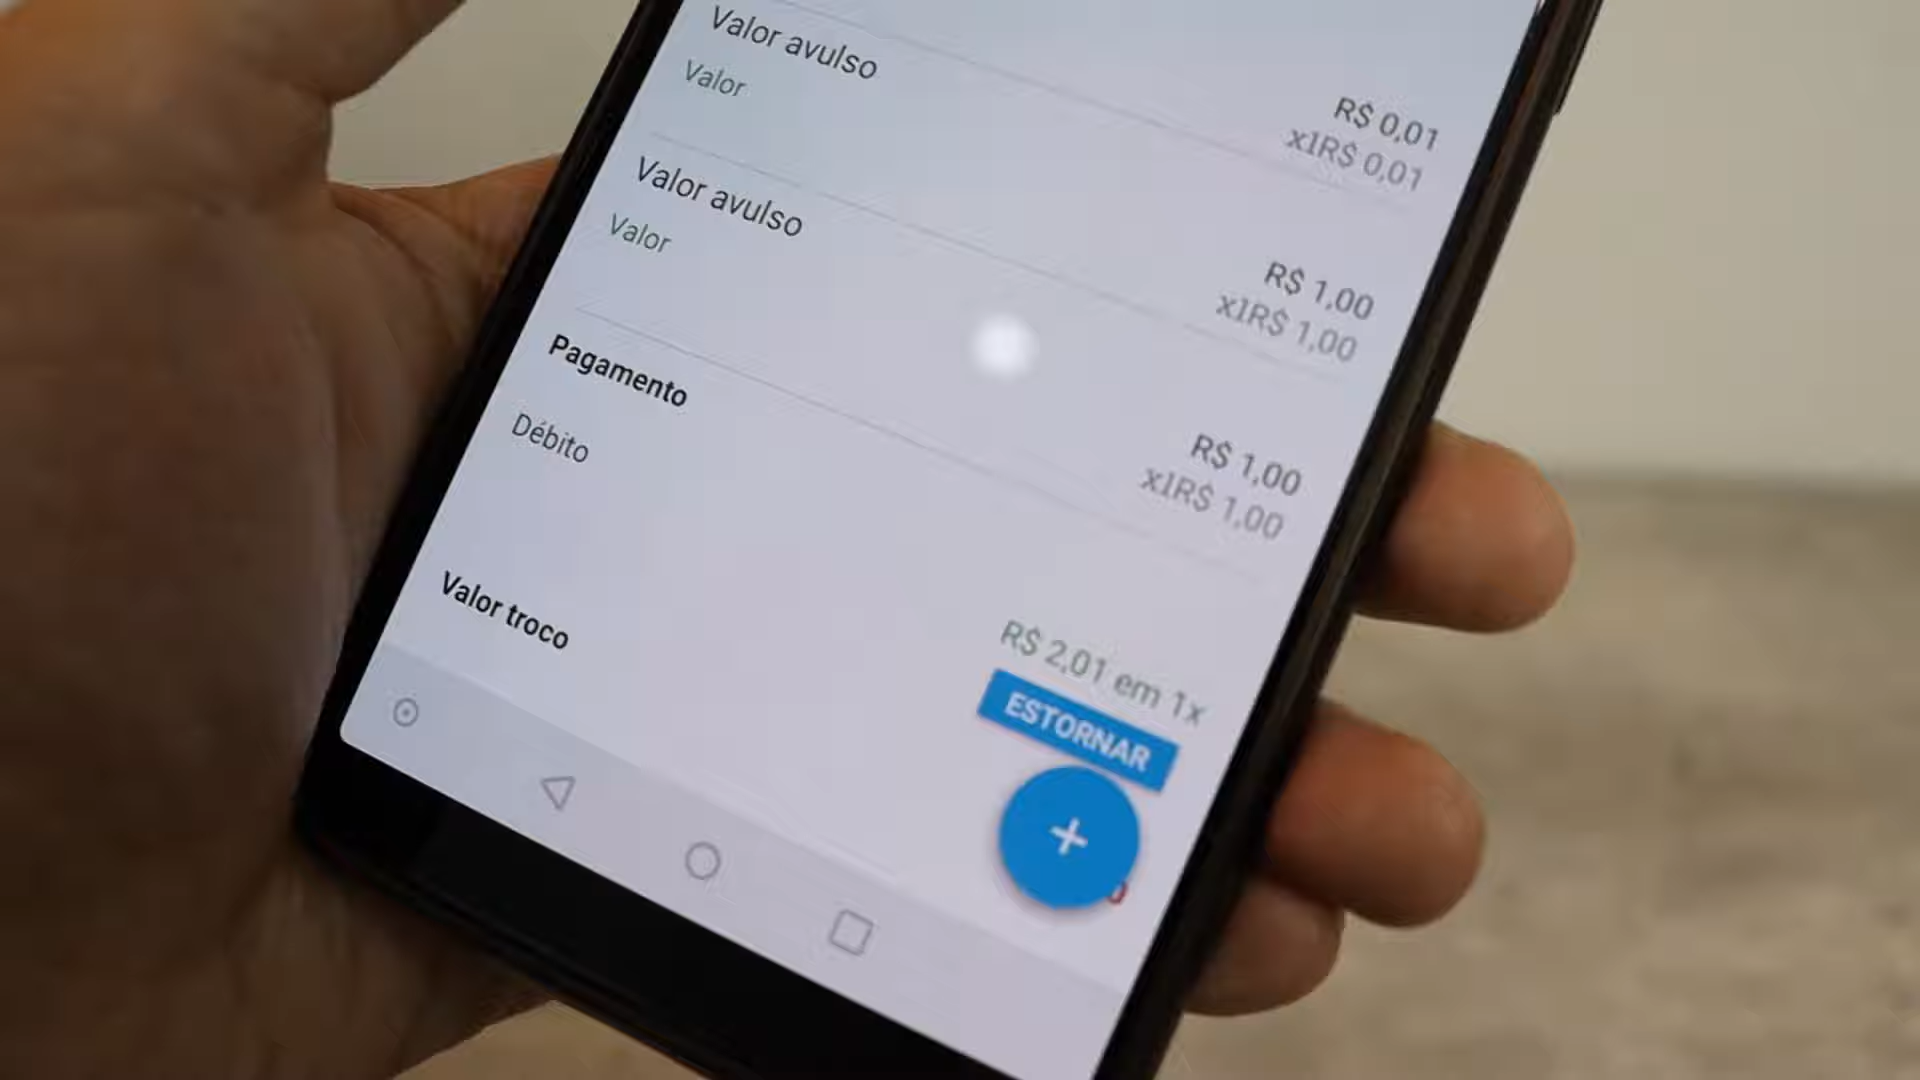 R$ 0,01
x1R$ 0,01
Valor avulso
Valor
R$ 1,00
x1R$ 1,00
Valor avulso
Valor
R$ 1,00
x1R$ 1,00
Pagamento
Débito
R$ 2,01 em 1x
ESTORNAR
Valor troco
+